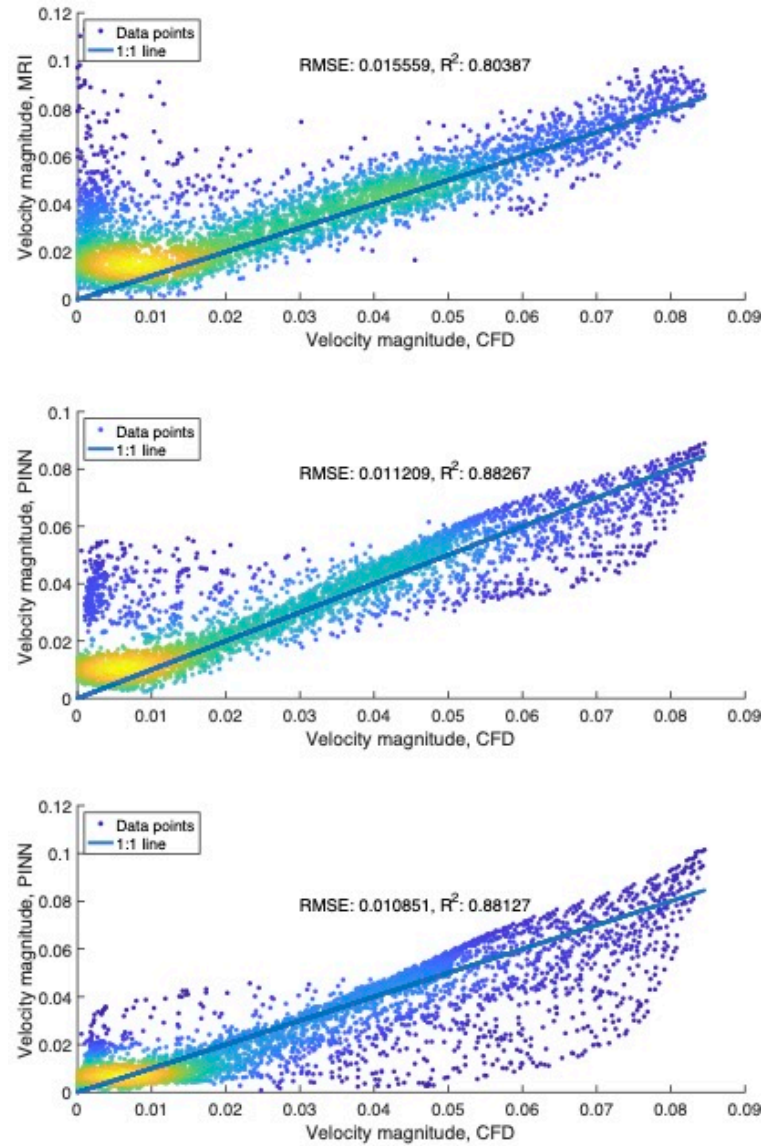 0.12
Data points
1:1 line
RMSE: 0.015559, R²: 0.80387
0.1
0.08
0.06
0.04
0.02
0
Velocity magnitude, MRI
0 0.01 0.02 0.03 0.04 0.05 0.06 0.07 0.08 0.09
Velocity magnitude, CFD
0.1
Data points
1:1 line
RMSE: 0.011209, R²: 0.88267
0.08
0.06
0.04
0.02
0
Velocity magnitude, PINN
0 0.01 0.02 0.03 0.04 0.05 0.06 0.07 0.08 0.09
Velocity magnitude, CFD
0.12
Data points
1:1 line
0.1
RMSE: 0.010851, R²: 0.88127
0.08
0.06
0.04
0.02
0
Velocity magnitude, PINN
0 0.01 0.02 0.03 0.04 0.05 0.06 0.07 0.08 0.09
Velocity magnitude, CFD